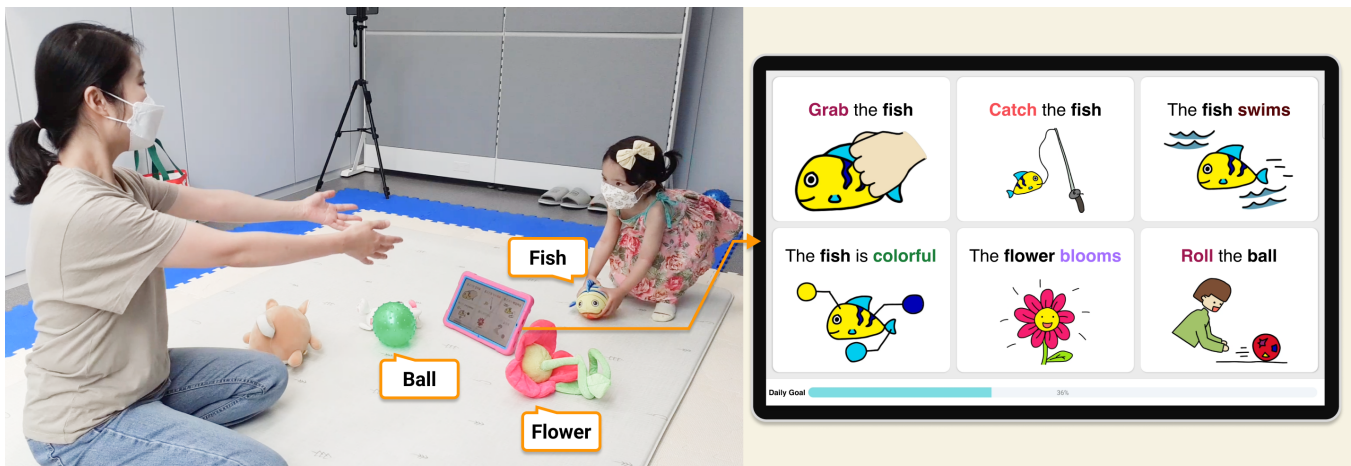 Fish
Ball
Flower
Grab the fish
Catch the fish
The fish swims
The fish is colorful
The flower blooms
Roll the ball
Daily Goal
36%